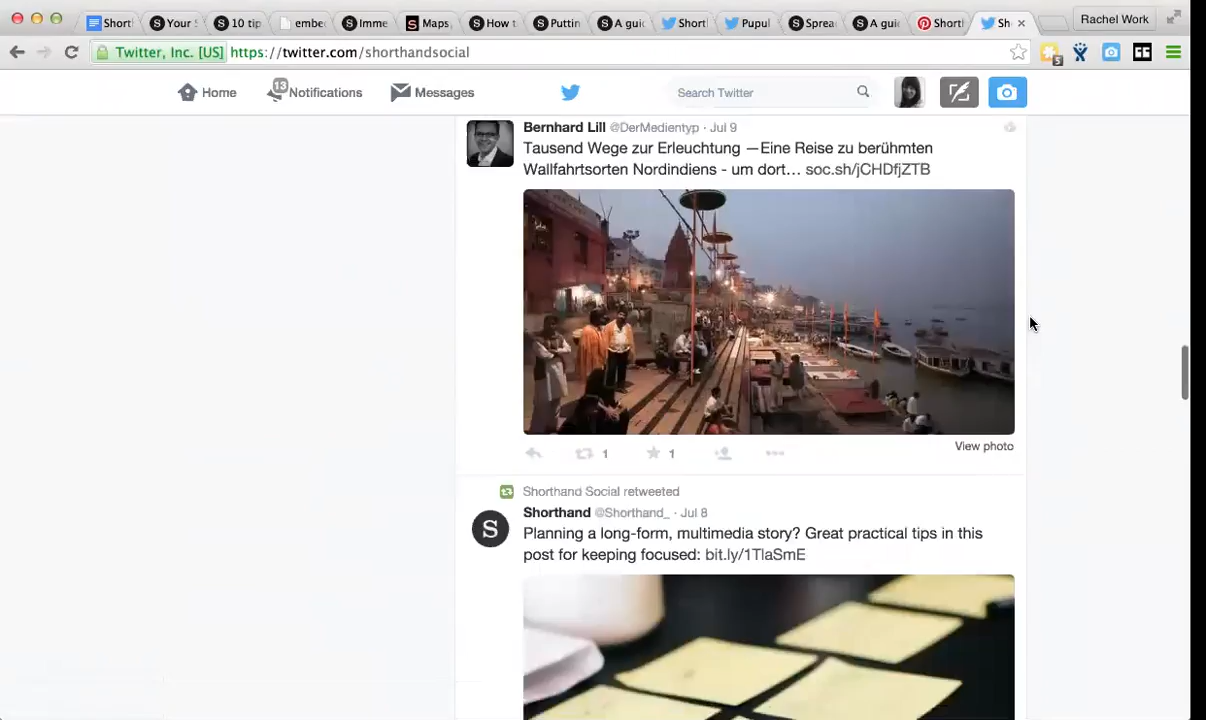 Short
Your S
10 tip
embe
Imme
Maps
How t
Puttin
A guid
Short
Pupul
Sprea
A guid
Short
Sh
Rachel Work
Twitter, Inc. [US] https://twitter.com/shorthandsocial
5
Home
13
Notifications
Messages
Search Twitter
Bernhard Lill @DerMedientyp · Jul 9
Tausend Wege zur Erleuchtung —Eine Reise zu berühmten
Wallfahrtsorten Nordindiens - um dort… soc.sh/jCHDfjZTB
1
1
View photo
Shorthand Social retweeted
Shorthand @Shorthand_ · Jul 8
S
Planning a long-form, multimedia story? Great practical tips in this
post for keeping focused: bit.ly/1TlaSmE